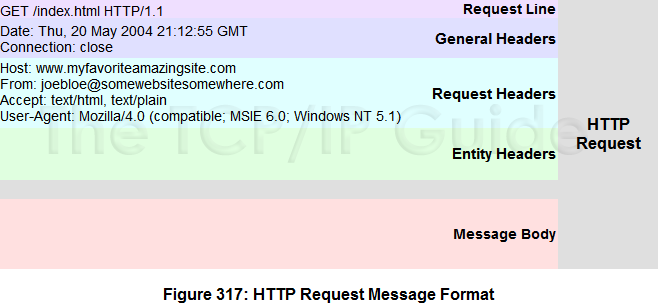 GET /index.html HTTP/1.1
Request Line
Date: Thu, 20 May 2004 21:12:55 GMT
Connection: close
General Headers
Host: www.myfavoriteamazingsite.com
From: joebloe@somewebsitesomewhere.com
Accept: text/html, text/plain
User-Agent: Mozilla/4.0 (compatible; MSIE 6.0; Windows NT 5.1)
Request Headers
The TCP/IP Guide
Entity Headers
Message Body
HTTP
Request
Figure 317: HTTP Request Message Format